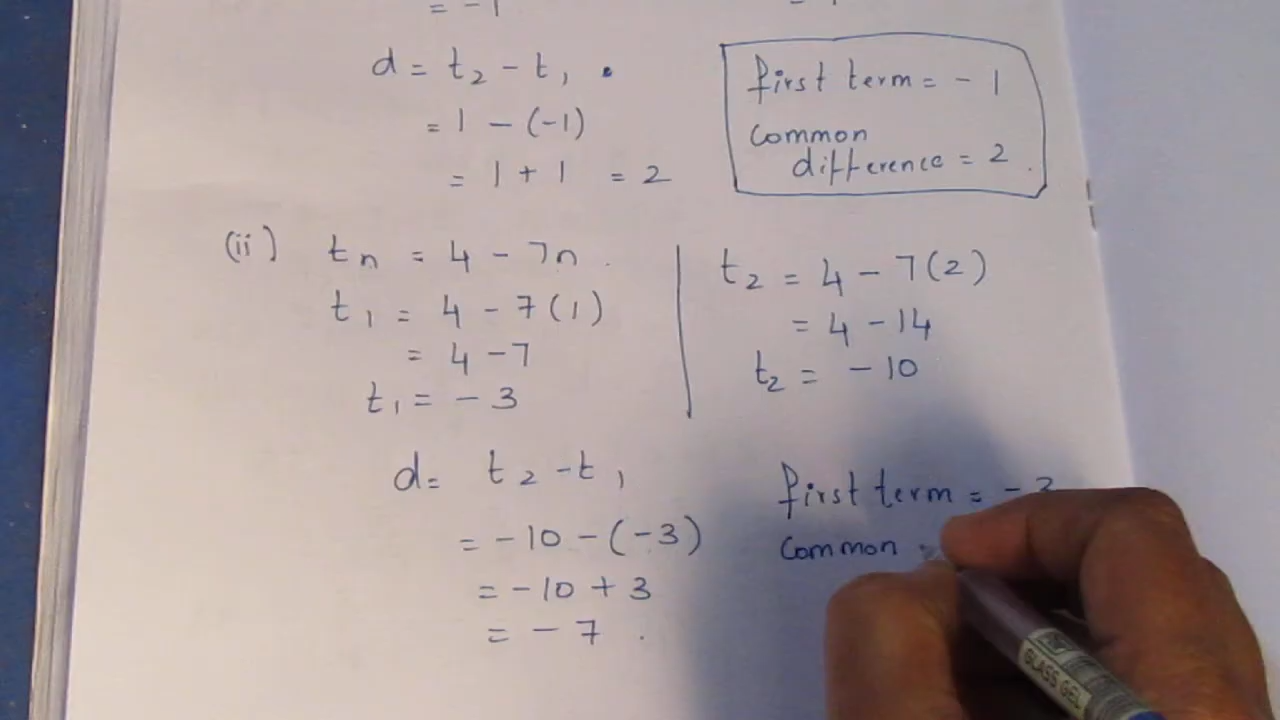 = -1
d = t2 - t1 .
= 1 - (-1)
= 1 + 1 = 2
first term = - 1
common
difference = 2 .
(ii) tn = 4 - 7n .
t1 = 4 - 7(1)
= 4 - 7
t1 = - 3
t2 = 4 - 7(2)
= 4 - 14
t2 = - 10
d = t2 - t1
= - 10 - (-3)
= - 10 + 3
= - 7 .
first term = - 3
common
GLASS GEL